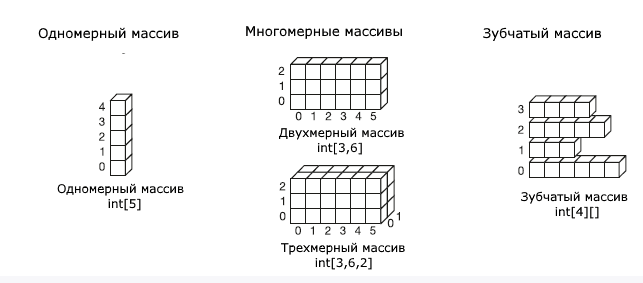 Одномерный массив
Многомерные массивы
Зубчатый массив
4
3
2
1
0
Одномерный массив
int[5]
2
1
0
0 1 2 3 4 5
Двухмерный массив
int[3,6]
2
1
0
0 1 2 3 4 5
0
1
Трехмерный массив
int[3,6,2]
3
2
1
0
Зубчатый массив
int[4][]